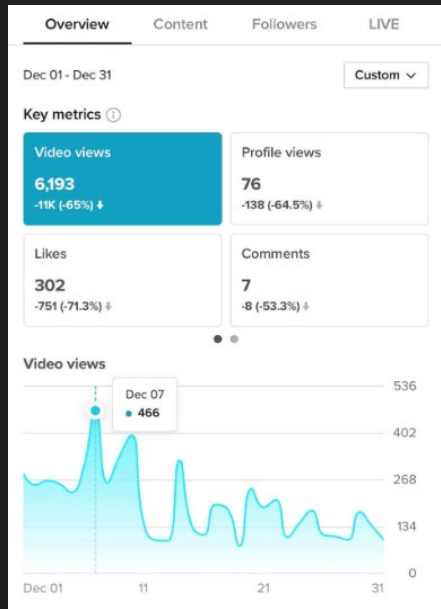 Overview Content Followers LIVE
Dec 01 - Dec 31 Custom
Key metrics
Video views Profile views
6,193 76
-11K (-65%) -138 (-64.5%)
Likes Comments
302 7
-751 (-71.3%) -8 (-53.3%)
Video views
536
Dec 07
466
402
268
134
0
Dec 01 11 21 31